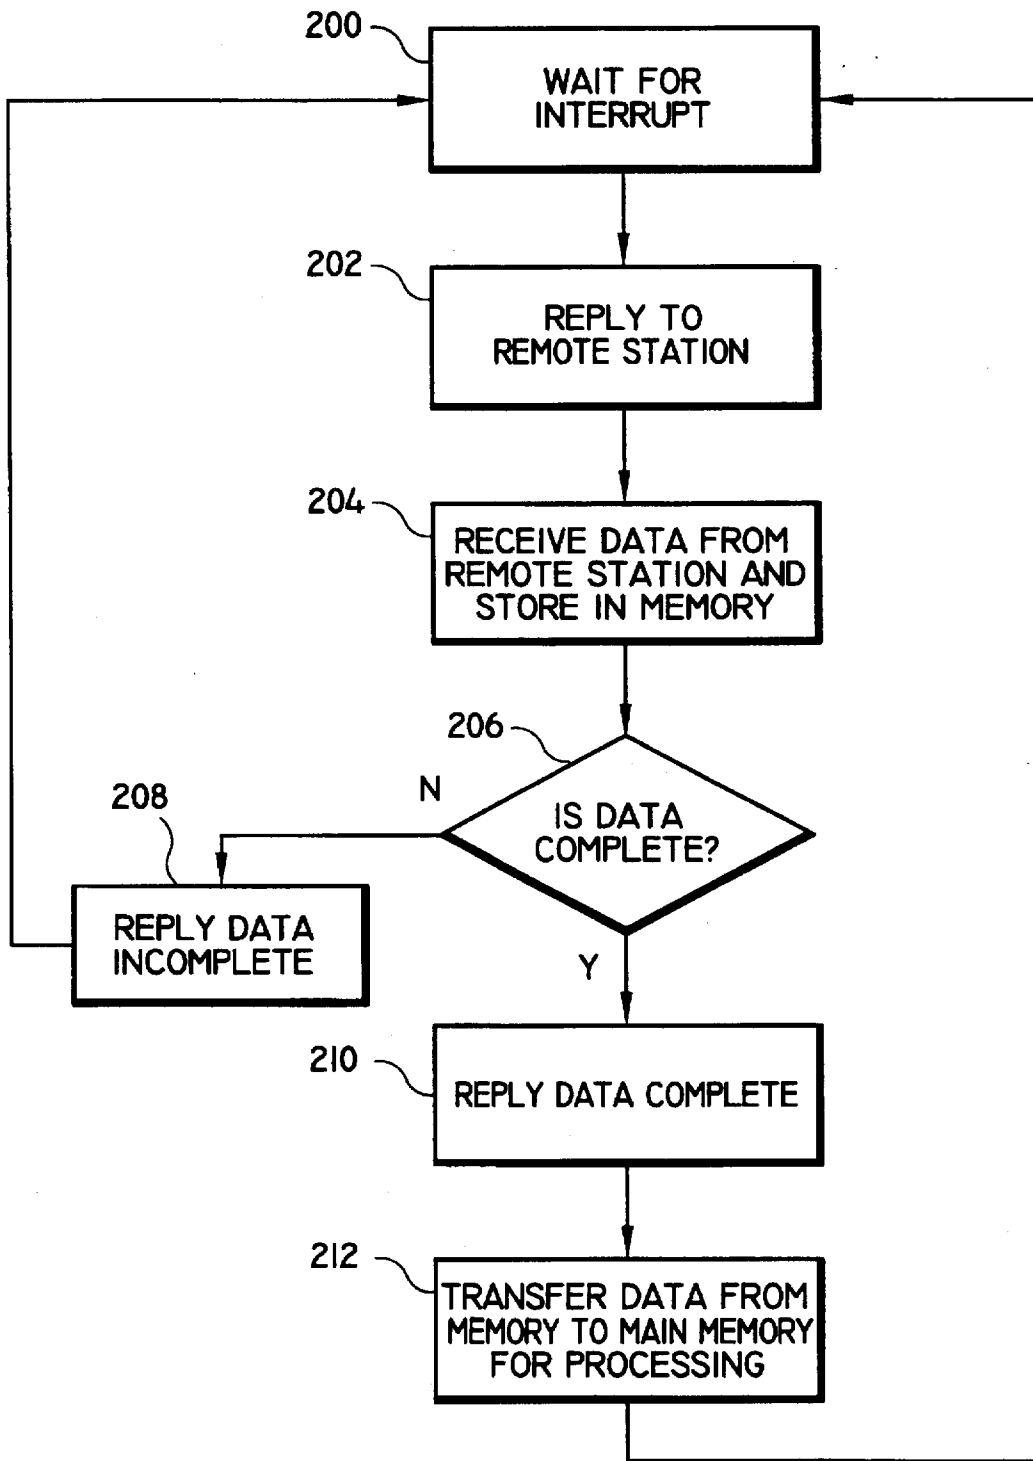 200
WAIT FOR
INTERRUPT
202
REPLY TO
REMOTE STATION
204
RECEIVE DATA FROM
REMOTE STATION AND
STORE IN MEMORY
206
N
IS DATA
COMPLETE?
208
REPLY DATA
INCOMPLETE
Y
210
REPLY DATA COMPLETE
212
TRANSFER DATA FROM
MEMORY TO MAIN MEMORY
FOR PROCESSING